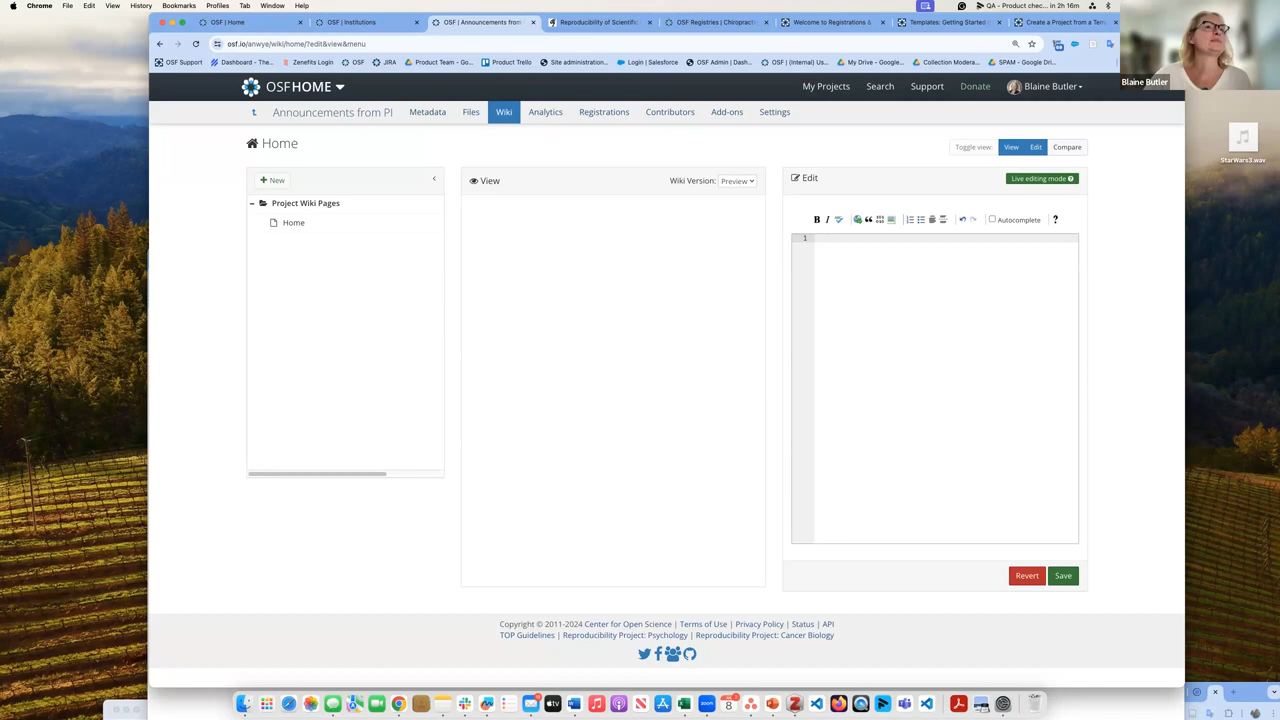 Chrome File Edit View History Bookmarks Profiles Tab Window Help QA - Product chec... in 2h 16m
OSF | Home OSF | Institutions OSF | Announcements from Reproducibility of Scientific OSF Registries | Chiropractic Welcome to Registrations & Templates: Getting Started Create a Project from a Tem
osf.io/anwye/wiki/home/?edit&view&menu
OSF Support Dashboard - The... Zenefits Login OSF JIRA Product Team - Go... Product Trello Site administration... Login | Salesforce OSF Admin | Dash... OSF | (Internal) Us... My Drive - Google... Collection Modera... SPAM - Google Dri...
Blaine Butler
OSFHOME My Projects Search Support Donate Blaine Butler
Announcements from PI Metadata Files Wiki Analytics Registrations Contributors Add-ons Settings
Home Toggle view: View Edit Compare
StarWars3.wav
New View Wiki Version: Preview Edit Live editing mode
Project Wiki Pages
Home
B I Autocomplete ?
1
Revert Save
Copyright © 2011-2024 Center for Open Science | Terms of Use | Privacy Policy | Status | API
TOP Guidelines | Reproducibility Project: Psychology | Reproducibility Project: Cancer Biology